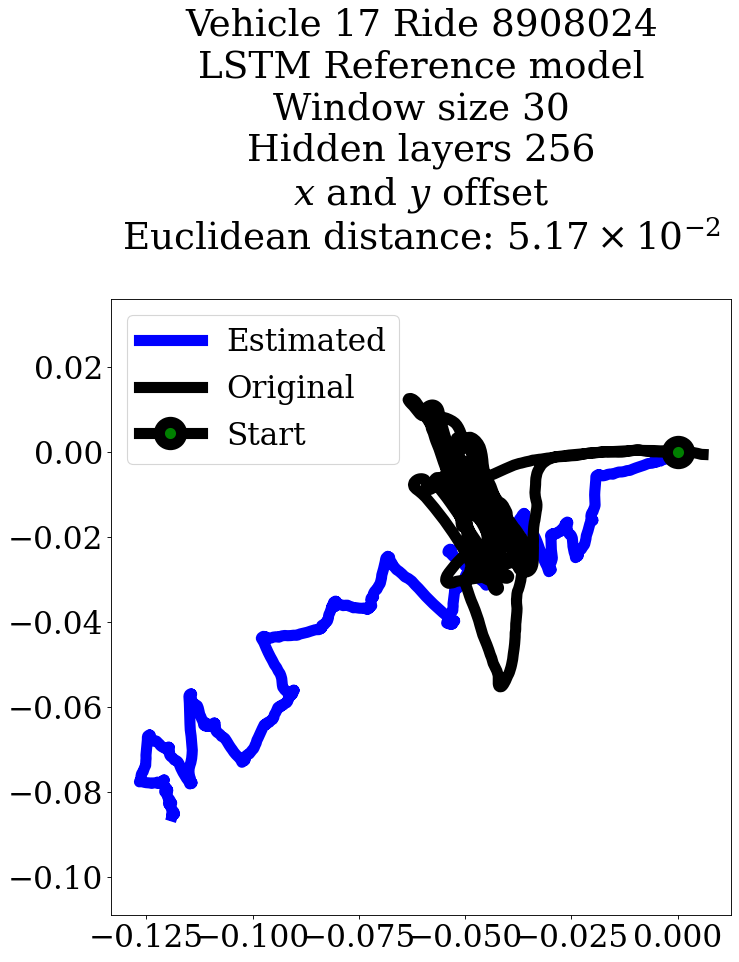 Vehicle 17 Ride 8908024
LSTM Reference model
Window size 30
Hidden layers 256
x and y offset
Euclidean distance: 5.17 × 10⁻²
Estimated
Original
Start
0.02
0.00
−0.02
−0.04
−0.06
−0.08
−0.10
−0.125 −0.100 −0.075 −0.050 −0.025 0.000